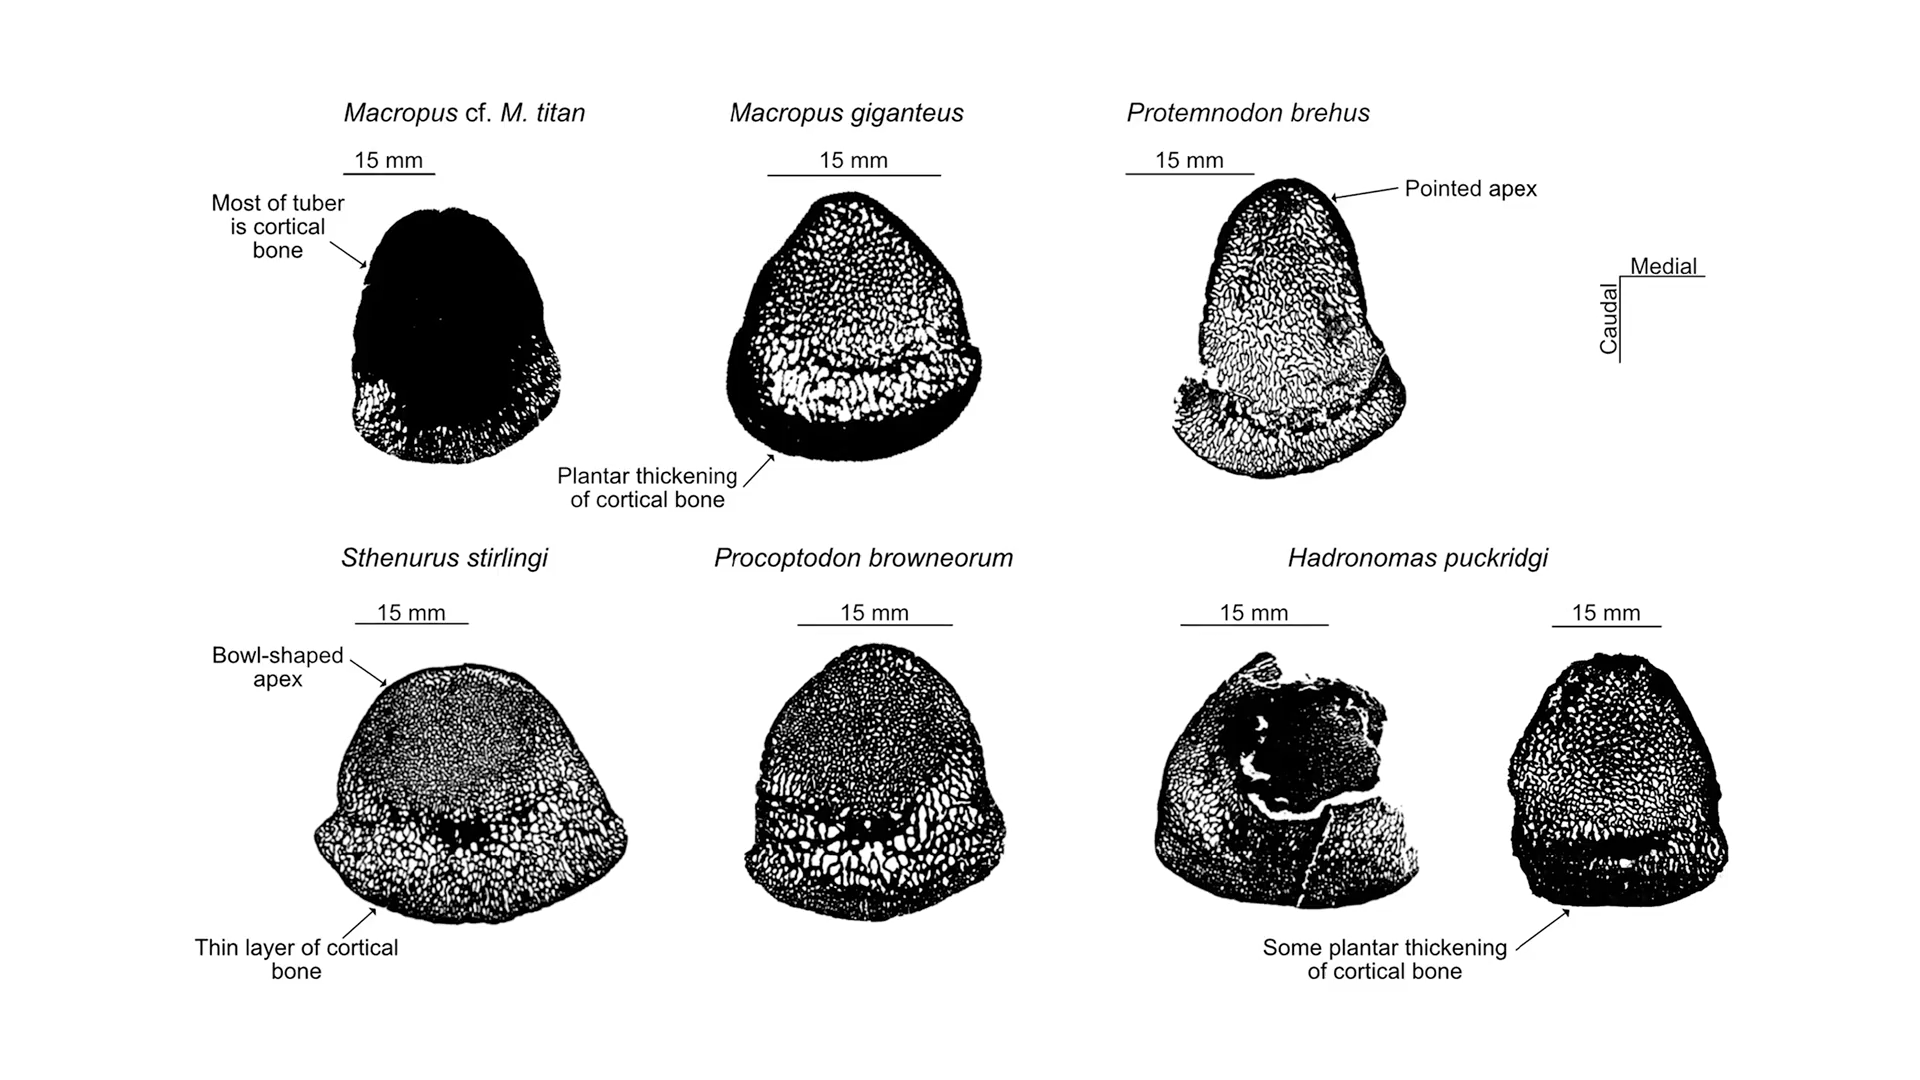 Macropus cf. M. titan
Macropus giganteus
Protemnodon brehus
15 mm
15 mm
15 mm
Most of tuber
is cortical
bone
Pointed apex
Medial
Caudal
Plantar thickening
of cortical bone
Sthenurus stirlingi
Procoptodon browneorum
Hadronomas puckridgi
15 mm
15 mm
15 mm
15 mm
Bowl-shaped
apex
Thin layer of cortical
bone
Some plantar thickening
of cortical bone